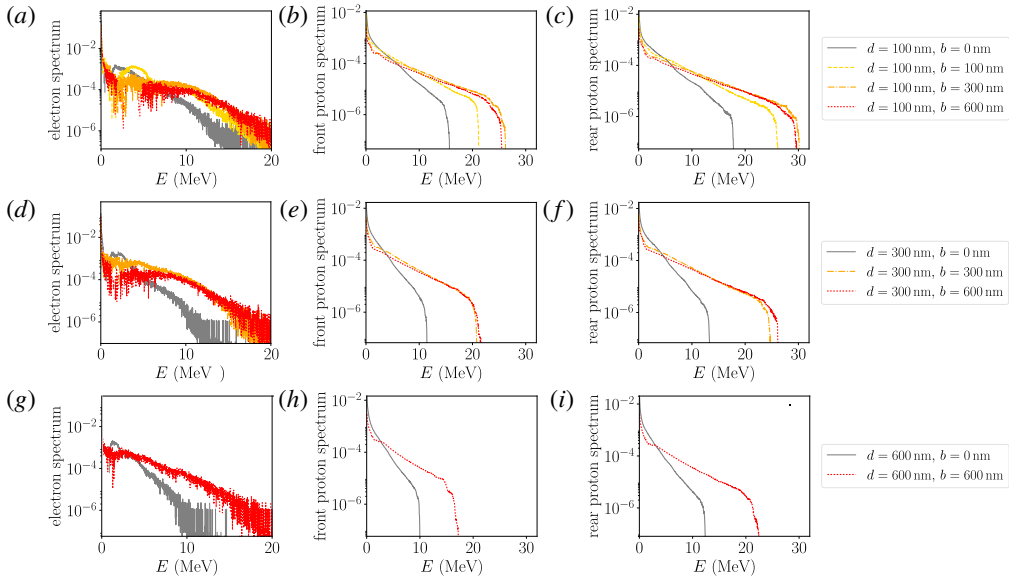 (a) (b) (c)
electron spectrum
10⁻²
10⁻⁴
10⁻⁶
0 10 20
E (MeV)
front proton spectrum
10⁻²
10⁻⁴
10⁻⁶
0 10 20 30
E (MeV)
rear proton spectrum
10⁻²
10⁻⁴
10⁻⁶
0 10 20 30
E (MeV)
d = 100 nm, b = 0 nm
d = 100 nm, b = 100 nm
d = 100 nm, b = 300 nm
d = 100 nm, b = 600 nm
(d) (e) (f)
electron spectrum
10⁻²
10⁻⁴
10⁻⁶
0 10 20
E (MeV )
front proton spectrum
10⁻²
10⁻⁴
10⁻⁶
0 10 20 30
E (MeV)
rear proton spectrum
10⁻²
10⁻⁴
10⁻⁶
0 10 20 30
E (MeV)
d = 300 nm, b = 0 nm
d = 300 nm, b = 300 nm
d = 300 nm, b = 600 nm
(g) (h) (i)
electron spectrum
10⁻²
10⁻⁴
10⁻⁶
0 10 20
E (MeV)
front proton spectrum
10⁻²
10⁻⁴
10⁻⁶
0 10 20 30
E (MeV)
rear proton spectrum
10⁻²
10⁻⁴
10⁻⁶
0 10 20 30
E (MeV)
d = 600 nm, b = 0 nm
d = 600 nm, b = 600 nm